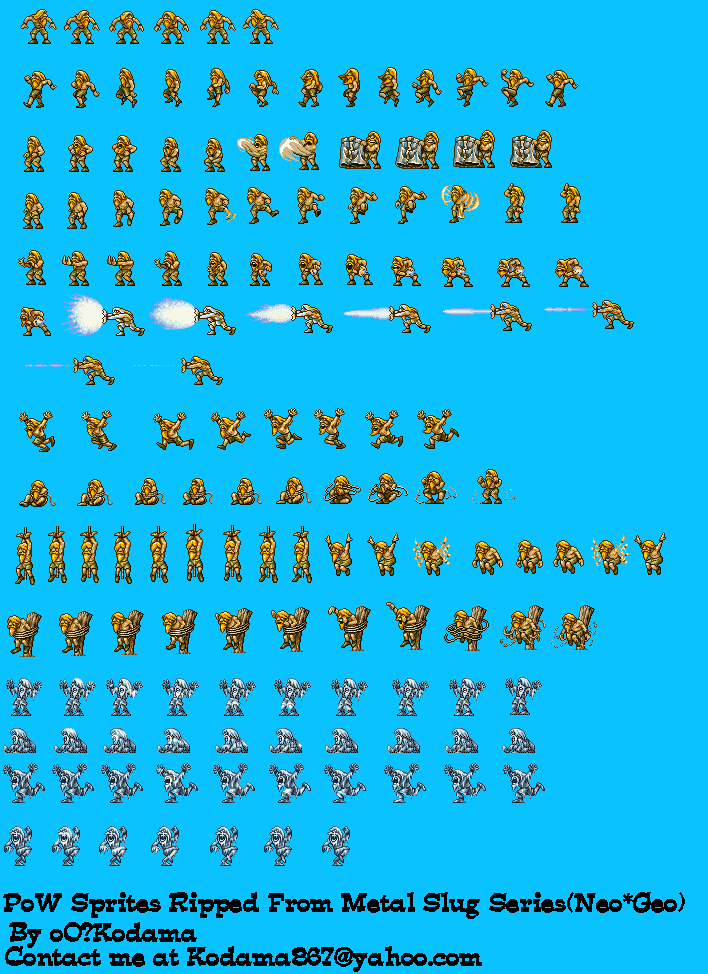 PoW Sprites Ripped From Metal Slug Series(Neo*Geo)
By oO?Kodama
Contact me at Kodama867@yahoo.com